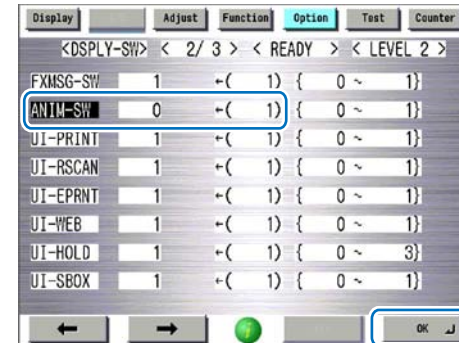 Display Adjust Function Option Test Counter
<DSPLY-SW> < 2/ 3 > < READY > < LEVEL 2 >
FXMSG-SW 1 ←( 1) { 0 ~ 1}
ANIM-SW 0 ←( 1) { 0 ~ 1}
UI-PRINT 1 ←( 1) { 0 ~ 1}
UI-RSCAN 1 ←( 1) { 0 ~ 1}
UI-EPRNT 1 ←( 1) { 0 ~ 1}
UI-WEB 1 ←( 1) { 0 ~ 1}
UI-HOLD 1 ←( 1) { 0 ~ 3}
UI-SBOX 1 ←( 1) { 0 ~ 1}
← → i OK ↵